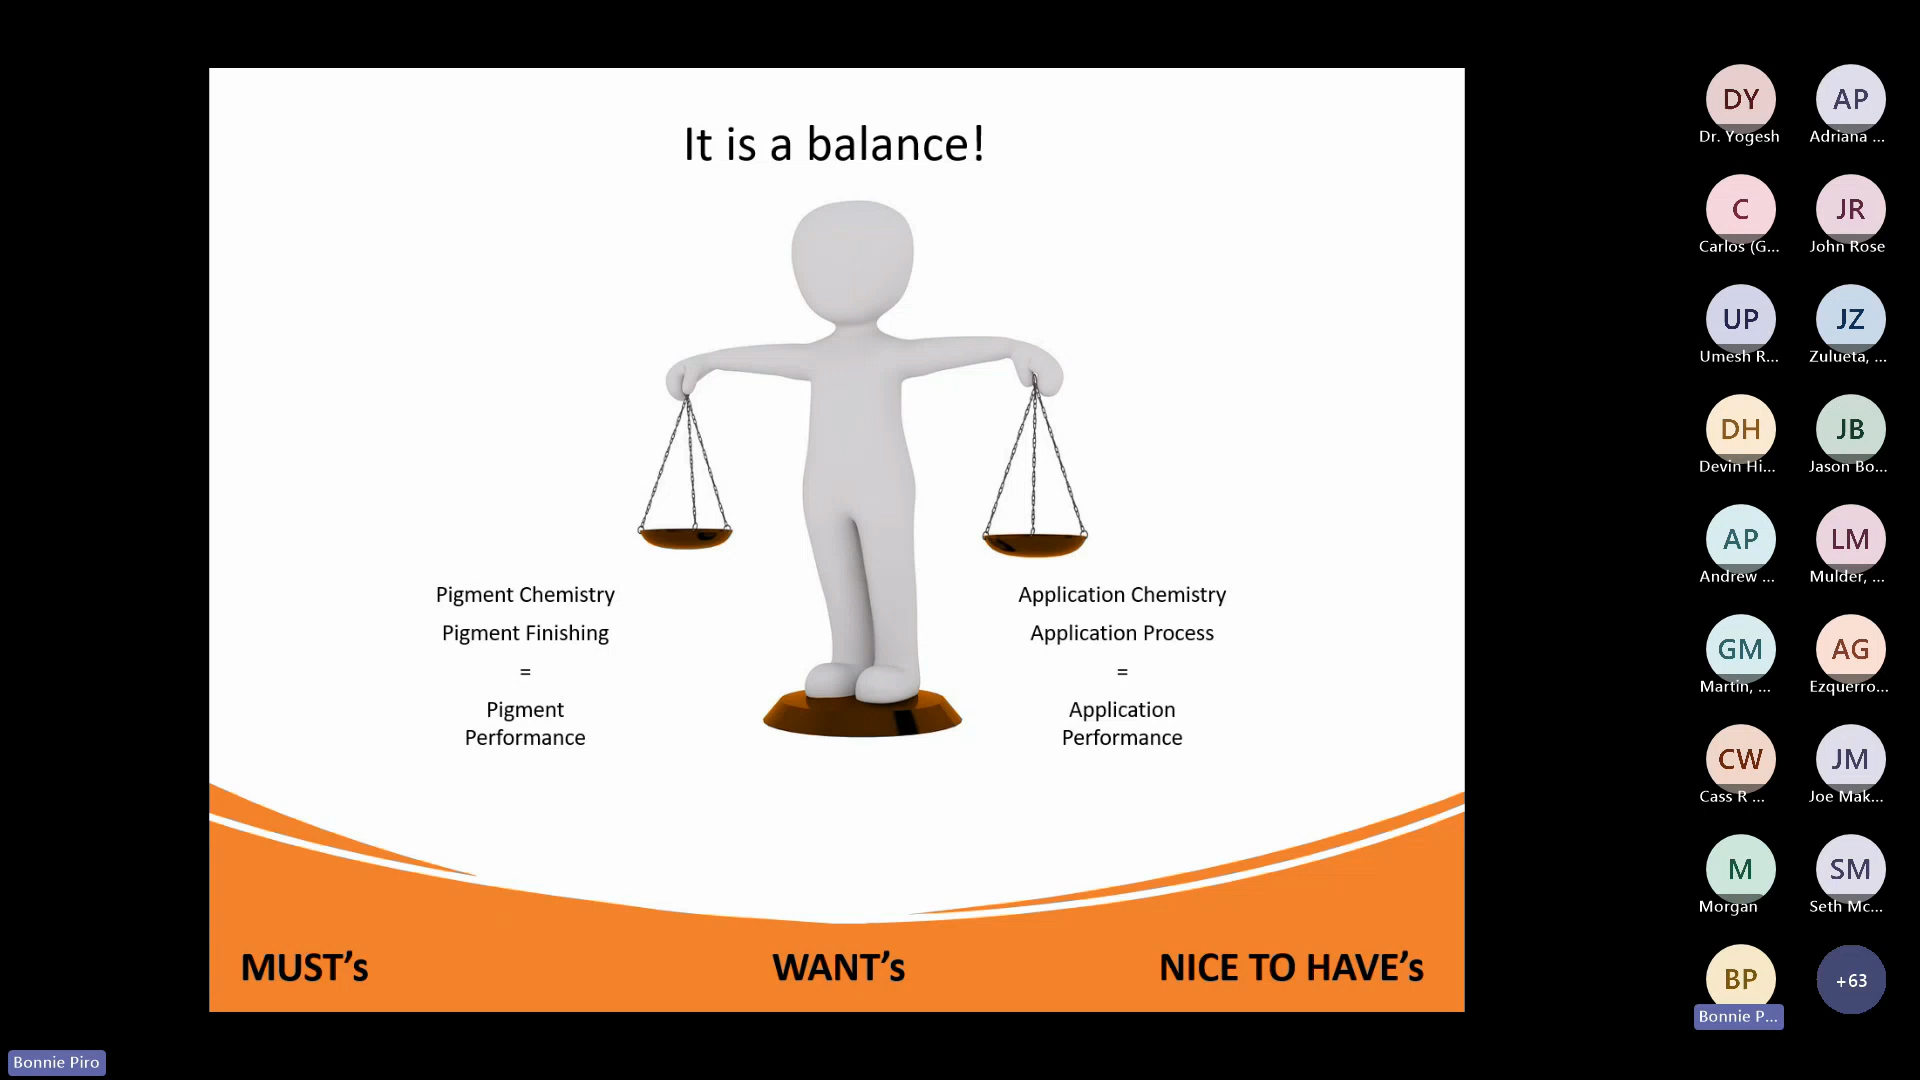 It is a balance!
Pigment Chemistry
Pigment Finishing
=
Pigment
Performance
Application Chemistry
Application Process
=
Application
Performance
MUST’s
WANT’s
NICE TO HAVE’s
DY
Dr. Yogesh
AP
Adriana ...
C
Carlos (G...
JR
John Rose
UP
Umesh R...
JZ
Zulueta, ...
DH
Devin Hi...
JB
Jason Bo...
AP
Andrew ...
LM
Mulder, ...
GM
Martin, ...
AG
Ezquerro...
CW
Cass R ...
JM
Joe Mak...
M
Morgan
SM
Seth Mc...
BP
Bonnie P...
+63
Bonnie Piro